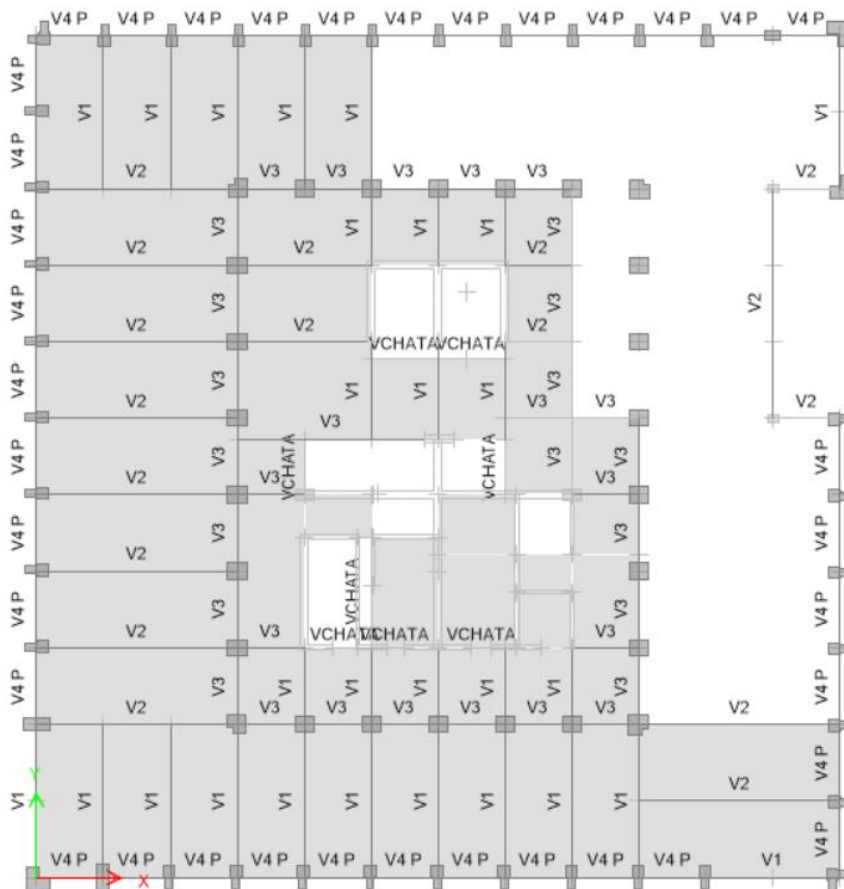 V4 P V4 P V4 P V4 P V4 P V4 P V4 P V4 P V4 P V4 P V4 P V4 P
V4 P
V1 V1 V1 V1 V1 V1
V4 P
V2 V3 V3 V3 V3 V3 V2
V4 P V3 V1 V1 V1 V3
V2 V2 V2
V4 P V3 V3 V2
V2 V2 V2
VCHATA VCHATA
V4 P V3 V1 V1 V1 V3
V2 V3 V3 V2
V3
V4 P V3 VCHATA VCHATA V3 V3 V4 P
V2 V3 V3
V4 P V3 V3 V4 P
V2
VCHATA
V4 P V3 V4 P
V2 V3 VCHATA VCHATA VCHATA V3
V4 P V3 V1 V1 V1 V1 V1 V3 V4 P
V2 V3 V3 V3 V3 V3 V3 V2
V4 P
Y
V2
V1 V1 V1 V1 V1 V1 V1 V1 V1 V1
V4 P V4 P V4 P V4 P V4 P V4 P V4 P V4 P V4 P V4 P V1 V4 P
X